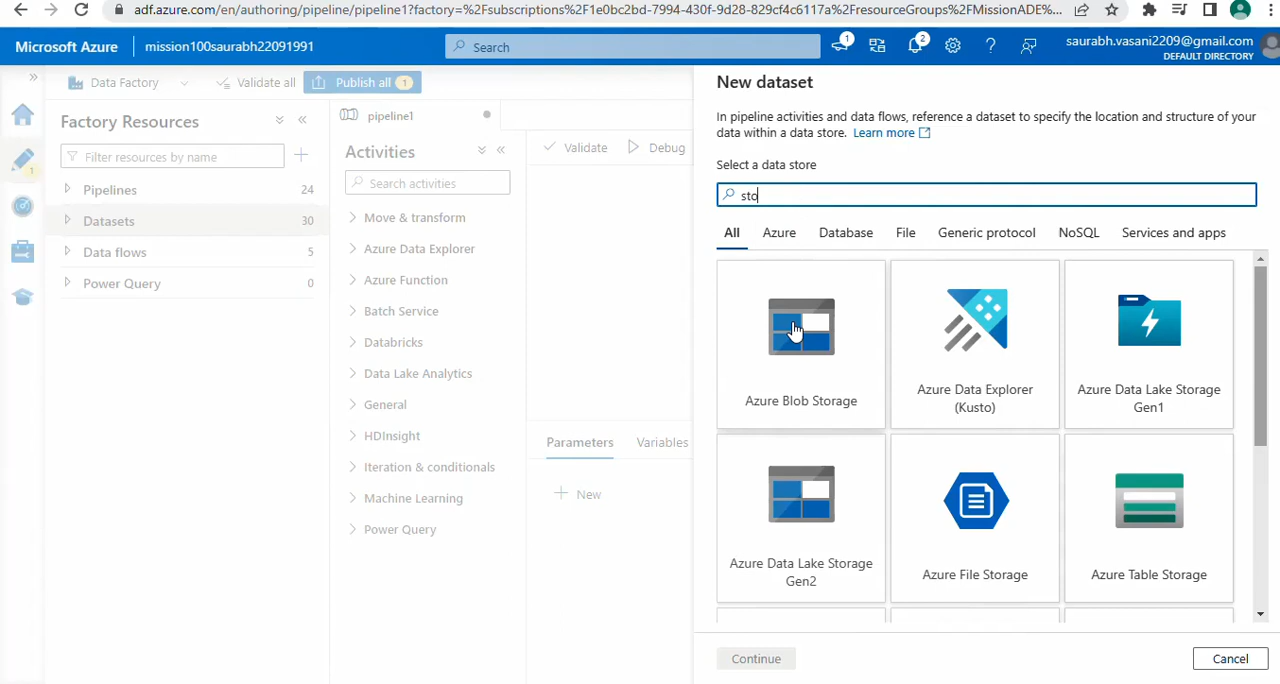 adf.azure.com/en/authoring/pipeline/pipeline1?factory=%2Fsubscriptions%2F1e0bc2bd-7994-430f-9d28-829cf4c6117a%2FresourceGroups%2FMissionADE%...
Microsoft Azure
mission100saurabh22091991
Search
1
2
saurabh.vasani2209@gmail.com
DEFAULT DIRECTORY
Data Factory
Validate all
Publish all 1
1
Factory Resources
Filter resources by name
Pipelines 24
Datasets 30
Data flows 5
Power Query 0
pipeline1
Activities
Search activities
Move & transform
Azure Data Explorer
Azure Function
Batch Service
Databricks
Data Lake Analytics
General
HDInsight
Iteration & conditionals
Machine Learning
Power Query
Validate Debug
Parameters Variables
New
New dataset
In pipeline activities and data flows, reference a dataset to specify the location and structure of your
data within a data store. Learn more
Select a data store
sto
All Azure Database File Generic protocol NoSQL Services and apps
Azure Blob Storage
Azure Data Explorer
(Kusto)
Azure Data Lake Storage
Gen1
Azure Data Lake Storage
Gen2
Azure File Storage
Azure Table Storage
Continue
Cancel